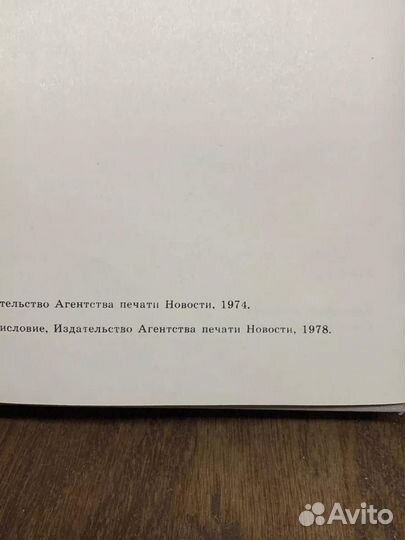 тельство Агентства печати Новости, 1974.
исловие, Издательство Агентства печати Новости, 1978.
Avito